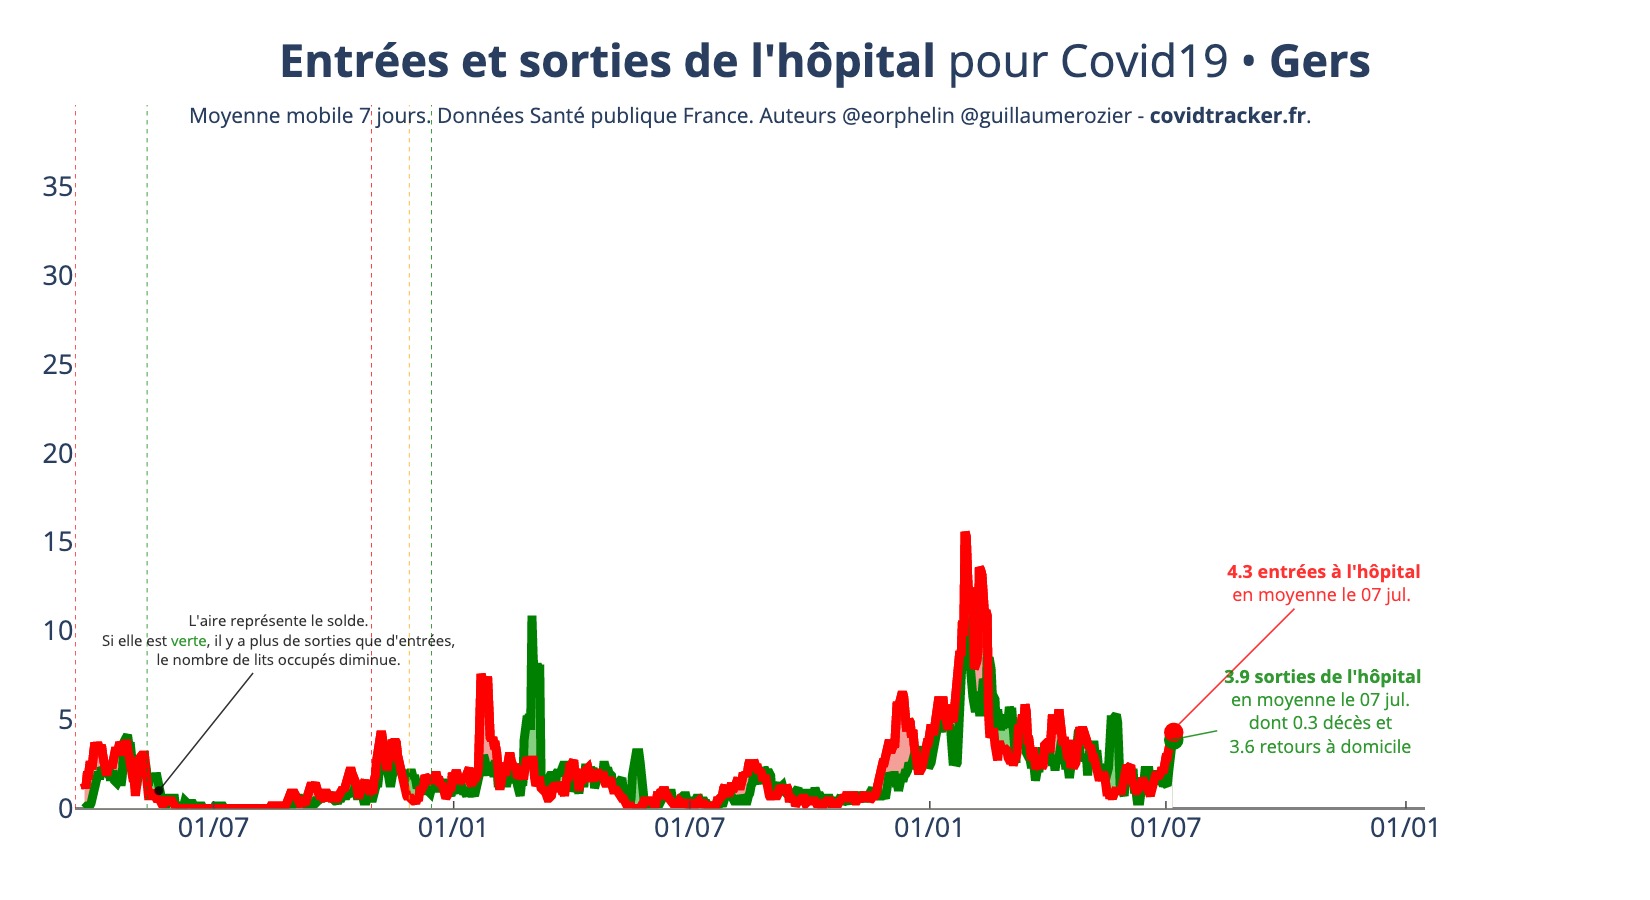 Entrées et sorties de l'hôpital pour Covid19 • Gers
Moyenne mobile 7 jours. Données Santé publique France. Auteurs @eorphelin @guillaumerozier - covidtracker.fr.
35
30
25
20
15
10
5
0
L'aire représente le solde.
Si elle est verte, il y a plus de sorties que d'entrées,
le nombre de lits occupés diminue.
4.3 entrées à l'hôpital
en moyenne le 07 jul.
3.9 sorties de l'hôpital
en moyenne le 07 jul.
dont 0.3 décès et
3.6 retours à domicile
01/07
01/01
01/07
01/01
01/07
01/01